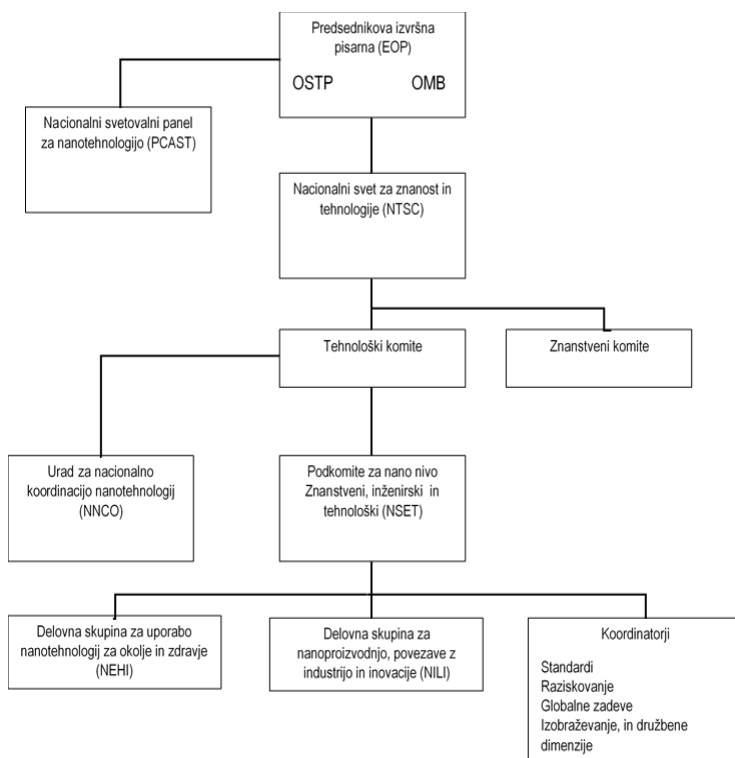 Predsednikova izvršna
pisarna (EOP)
OSTP OMB
Nacionalni svetovalni panel
za nanotehnologijo (PCAST)
Nacionalni svet za znanost in
tehnologije (NTSC)
Tehnološki komite
Znanstveni komite
Urad za nacionalno
koordinacijo nanotehnologij
(NNCO)
Podkomite za nano nivo
Znanstveni, inženirski in
tehnološki (NSET)
Delovna skupina za uporabo
nanotehnologij za okolje in zdravje
(NEHI)
Delovna skupina za
nanoproizvodnjo, povezave z
industrijo in inovacije (NILI)
Koordinatorji
Standardi
Raziskovanje
Globalne zadeve
Izobraževanje, in družbene
dimenzije